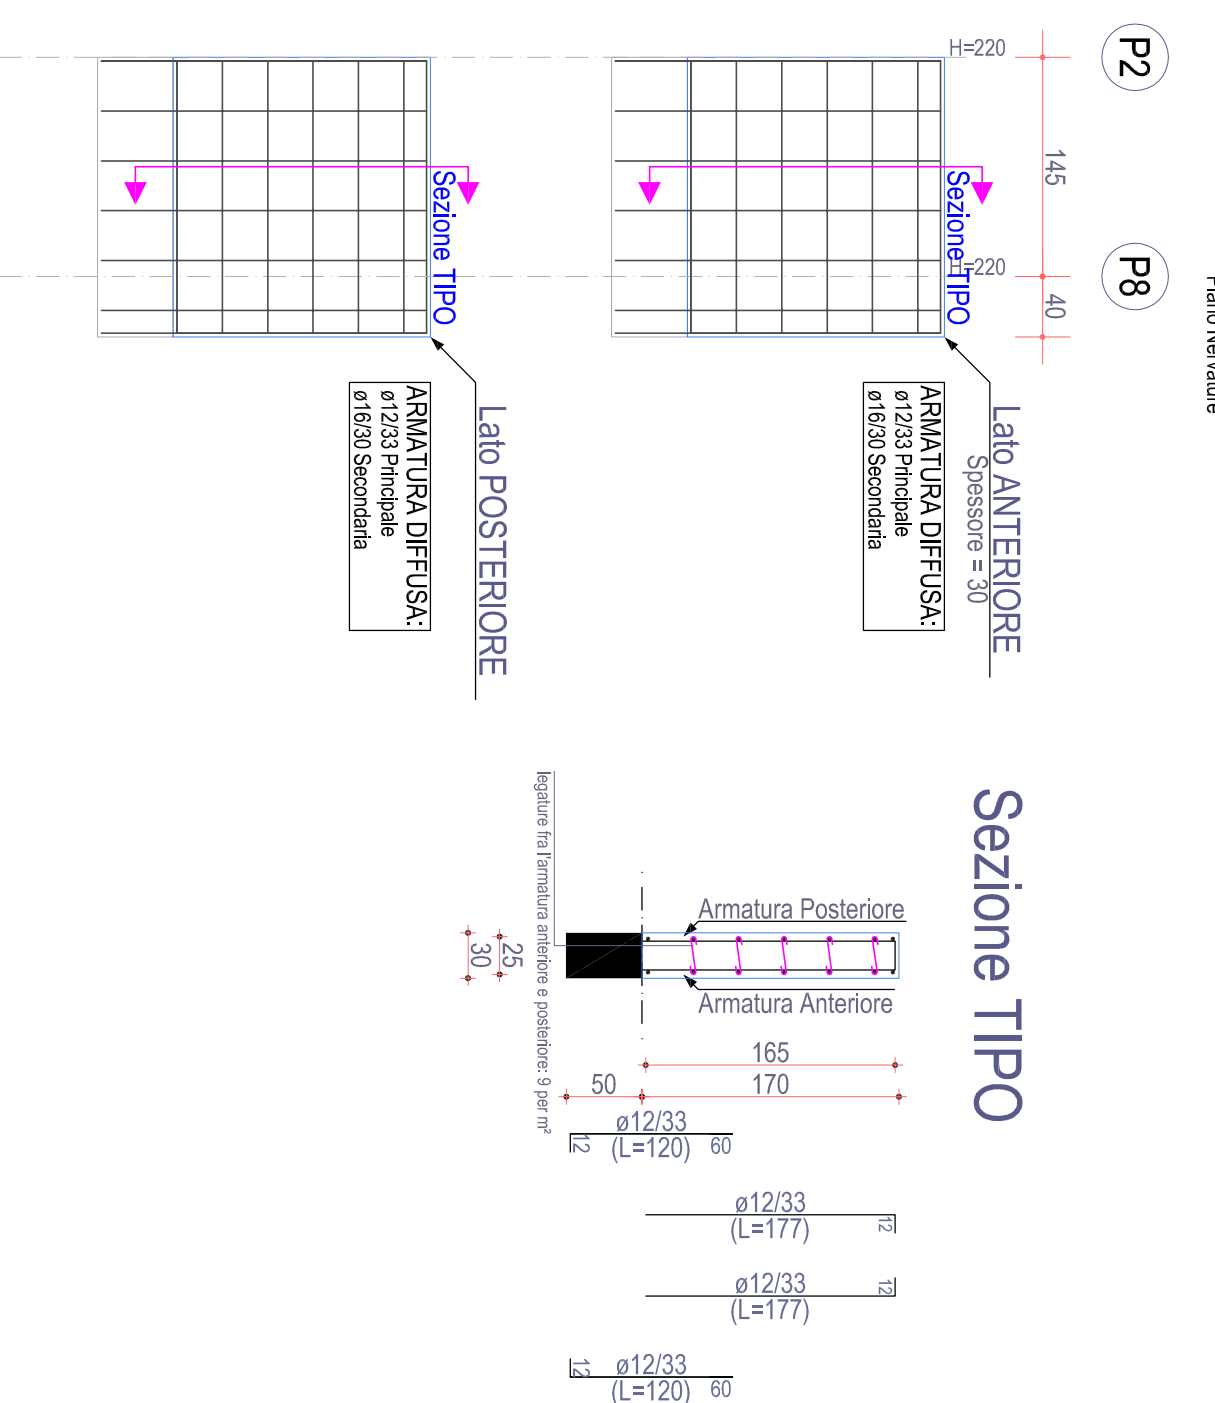 P2
P8
Piano Nervature
H=220
H=220
145
40
Sezione TIPO
Sezione TIPO
Lato ANTERIORE
Spessore = 30
ARMATURA DIFFUSA:
ø12/33 Principale
ø16/30 Secondaria
Lato POSTERIORE
ARMATURA DIFFUSA:
ø12/33 Principale
ø16/30 Secondaria
Sezione TIPO
Armatura Posteriore
Armatura Anteriore
legature fra l'armatura anteriore e posteriore: 9 per m²
25
30
165
50
170
ø12/33
(L=120)
12
60
ø12/33
(L=177)
12
ø12/33
(L=177)
12
ø12/33
(L=120)
12
60